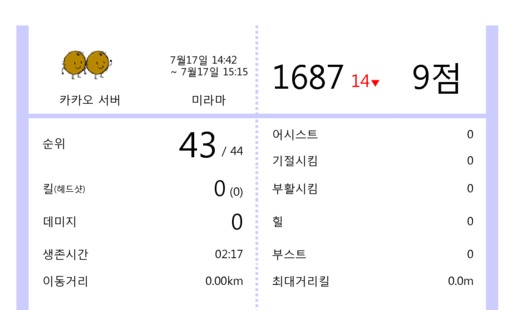 7월17일 14:42
~ 7월17일 15:15
카카오 서버
미라마
1687 14▼ 9점
순위 43 / 44
킬(헤드샷) 0 (0)
데미지 0
생존시간 02:17
이동거리 0.00km
어시스트 0
기절시킴 0
부활시킴 0
힐 0
부스트 0
최대거리킬 0.0m